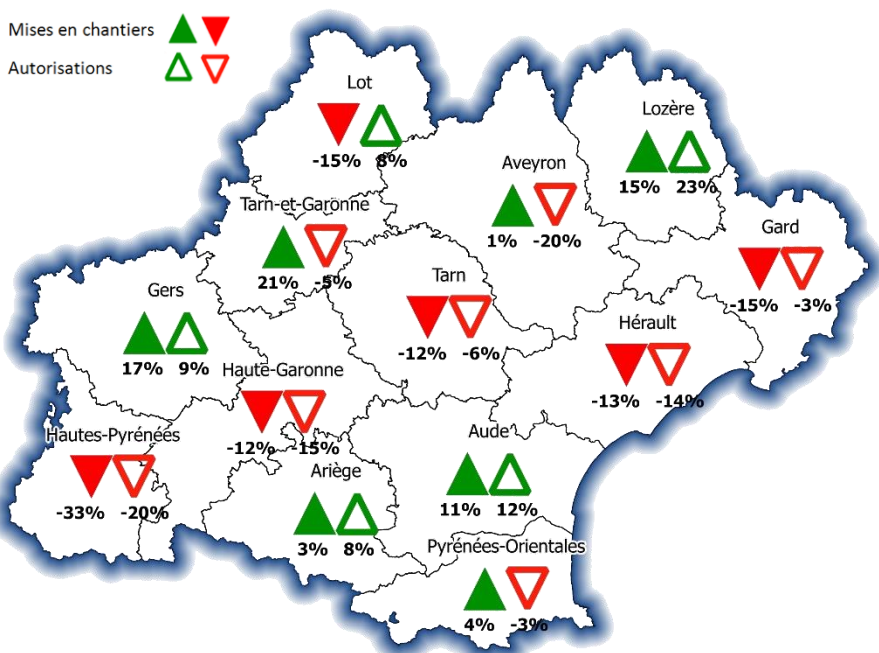 Mises en chantiers
Autorisations
Lot
-15% 8%
Lozère
15% 23%
Aveyron
1% -20%
Tarn-et-Garonne
21% -5%
Gard
-15% -3%
Tarn
-12% -6%
Gers
17% 9%
Hérault
-13% -14%
Haute-Garonne
-12% -15%
Hautes-Pyrénées
-33% -20%
Aude
11% 12%
Ariège
3% 8%
Pyrénées-Orientales
4% -3%